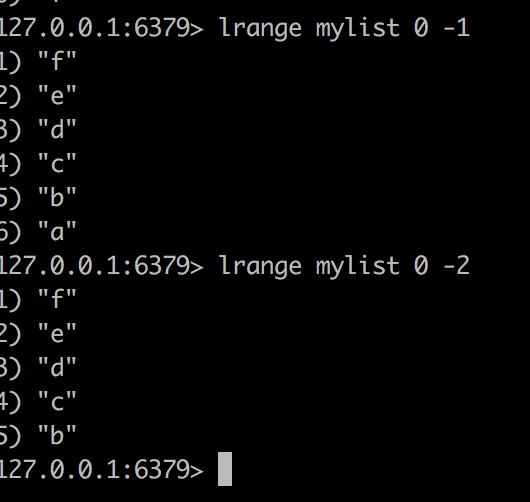 127.0.0.1:6379> lrange mylist 0 -1
1) "f"
2) "e"
3) "d"
4) "c"
5) "b"
6) "a"
127.0.0.1:6379> lrange mylist 0 -2
1) "f"
2) "e"
3) "d"
4) "c"
5) "b"
127.0.0.1:6379>